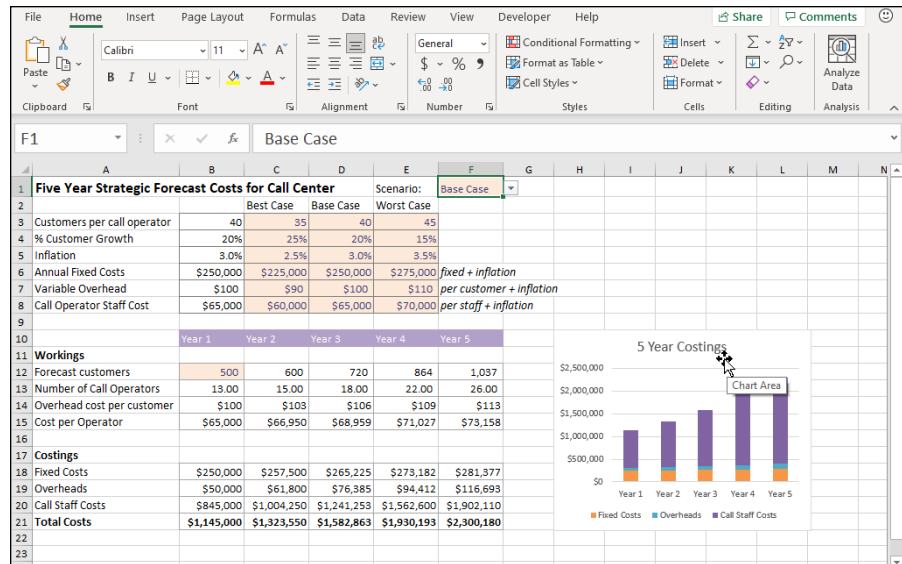 File Home Insert Page Layout Formulas Data Review View Developer Help Share Comments
Calibri 11 A^ A˅ ab General Conditional Formatting Insert Σ
Paste B I U A $ % 9 Format as Table Delete Analyze
Cell Styles Format Data
Clipboard Font Alignment Number Styles Cells Editing Analysis
F1 fx Base Case
A B C D E F G H I J K L M N
1 Five Year Strategic Forecast Costs for Call Center Scenario: Base Case
2 Best Case Base Case Worst Case
3 Customers per call operator 40 35 40 45
4 % Customer Growth 20% 25% 20% 15%
5 Inflation 3.0% 2.5% 3.0% 3.5%
6 Annual Fixed Costs $250,000 $225,000 $250,000 $275,000 fixed + inflation
7 Variable Overhead $100 $90 $100 $110 per customer + inflation
8 Call Operator Staff Cost $65,000 $60,000 $65,000 $70,000 per staff + inflation
9
10 Year 1 Year 2 Year 3 Year 4 Year 5
11 Workings
12 Forecast customers 500 600 720 864 1,037
13 Number of Call Operators 13.00 15.00 18.00 22.00 26.00
14 Overhead cost per customer $100 $103 $106 $109 $113
15 Cost per Operator $65,000 $66,950 $68,959 $71,027 $73,158
16
17 Costings
18 Fixed Costs $250,000 $257,500 $265,225 $273,182 $281,377
19 Overheads $50,000 $61,800 $76,385 $94,412 $116,693
20 Call Staff Costs $845,000 $1,004,250 $1,241,253 $1,562,600 $1,902,110
21 Total Costs $1,145,000 $1,323,550 $1,582,863 $1,930,193 $2,300,180
22
23
5 Year Costings
Chart Area
$2,500,000
$2,000,000
$1,500,000
$1,000,000
$500,000
$0
Year 1 Year 2 Year 3 Year 4 Year 5
Fixed Costs Overheads Call Staff Costs